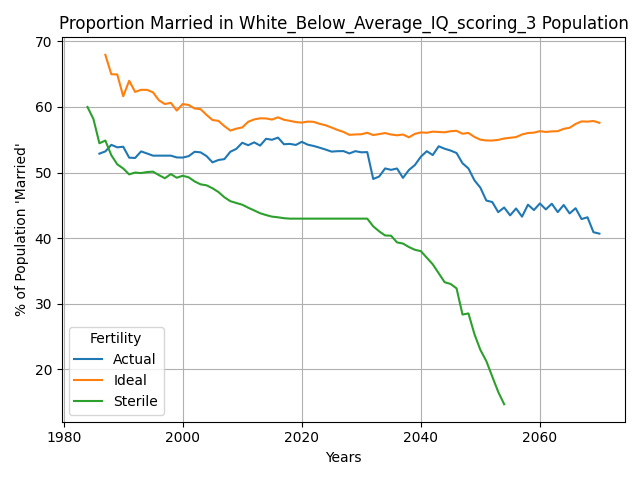 Proportion Married in White_Below_Average_IQ_scoring_3 Population
% of Population 'Married'
70
60
50
40
30
20
1980
2000
2020
2040
2060
Years
Fertility
Actual
Ideal
Sterile